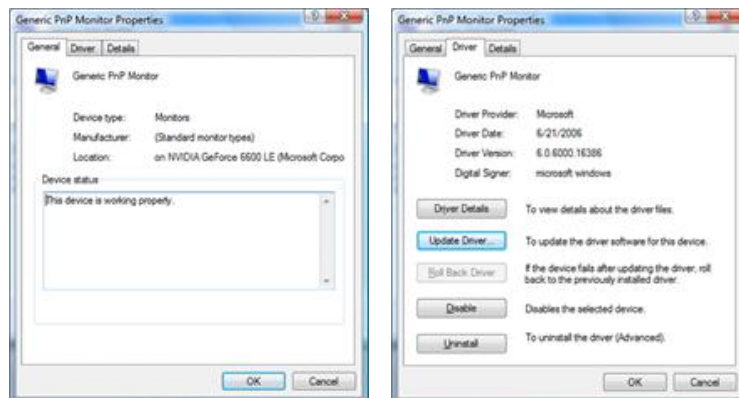 Generic PnP Monitor Properties
General Driver Details
Generic PnP Monitor
Device type: Monitors
Manufacturer: (Standard monitor types)
Location: on NVIDIA GeForce 6600 LE (Microsoft Corpo
Device status
This device is working properly.
OK Cancel
Generic PnP Monitor Properties
General Driver Details
Generic PnP Monitor
Driver Provider: Microsoft
Driver Date: 6/21/2006
Driver Version: 6.0.6000.16386
Digital Signer: microsoft windows
Driver Details To view details about the driver files.
Update Driver... To update the driver software for this device.
Roll Back Driver If the device fails after updating the driver, roll
back to the previously installed driver.
Disable Disables the selected device.
Uninstall To uninstall the driver (Advanced).
OK Cancel